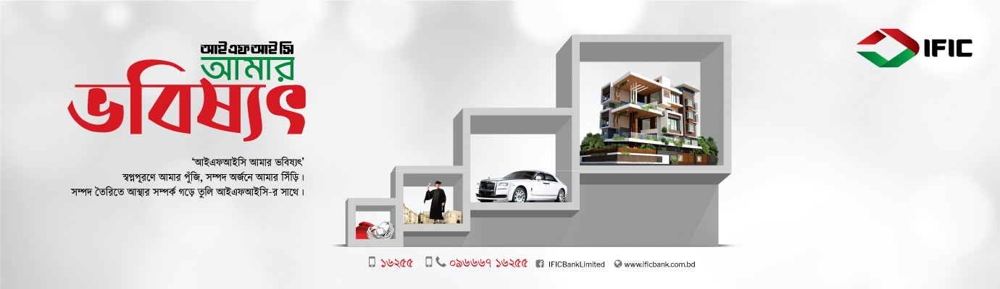 আইএফআইসি
আমার
ভবিষ্যৎ
IFIC
‘আইএফআইসি আমার ভবিষ্যৎ’
স্বপ্নপূরণে আমার পুঁজি, সম্পদ অর্জনে আমার সিঁড়ি।
সম্পদ তৈরিতে আস্থার সম্পর্ক গড়ে তুলি আইএফআইসি-র সাথে।
১৬২৫৫ ০৯৬৬৬৭ ১৬২৫৫ IFICBankLimited www.ificbank.com.bd